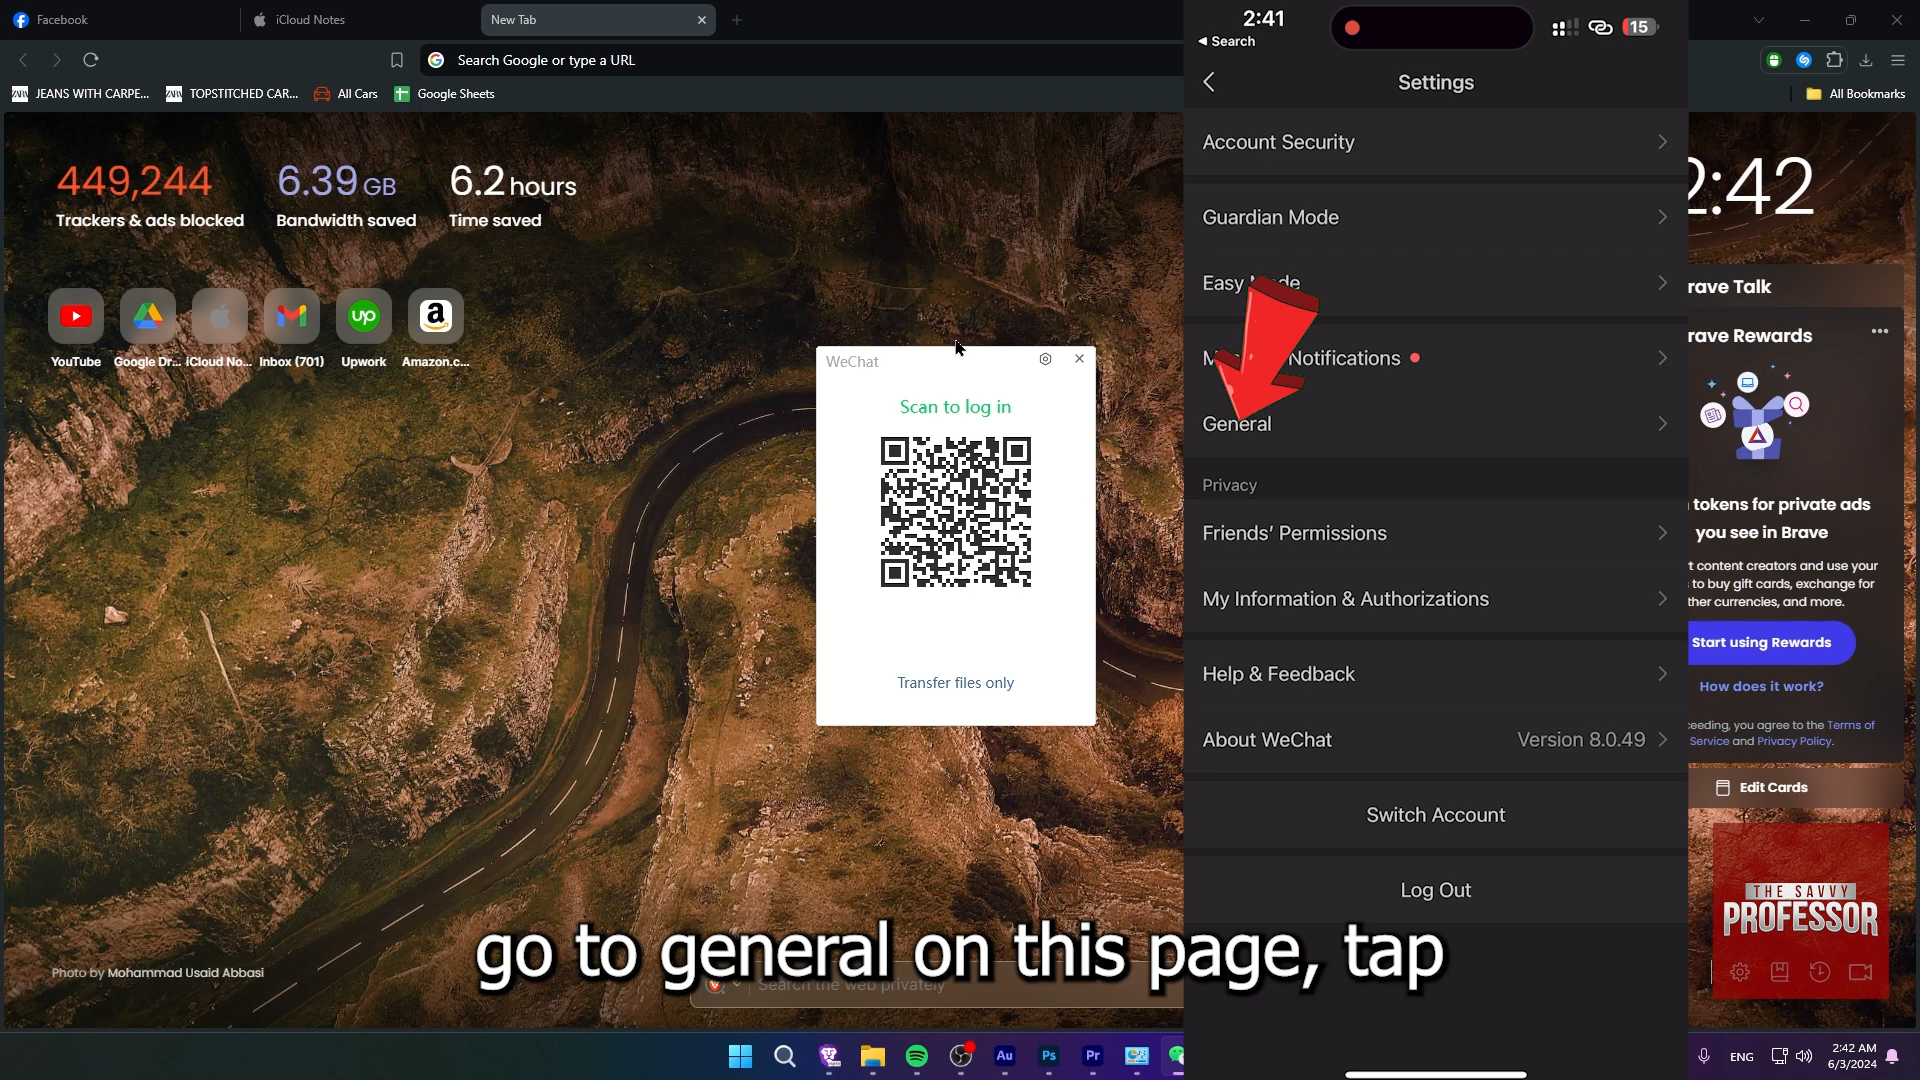 Facebook
iCloud Notes
New Tab
Search Google or type a URL
JEANS WITH CARPE...
TOPSTITCHED CAR...
All Cars
Google Sheets
All Bookmarks
449,244
Trackers & ads blocked
6.39 GB
Bandwidth saved
6.2 hours
Time saved
YouTube
Google Dr...
iCloud No...
Inbox (701)
Upwork
Amazon.c...
WeChat
Scan to log in
Transfer files only
2:41
Search
15
Settings
Account Security
Guardian Mode
Easy
Notifications
General
Privacy
Friends' Permissions
My Information & Authorizations
Help & Feedback
About WeChat
Version 8.0.49
Switch Account
Log Out
2:42
rave Talk
rave Rewards
tokens for private ads
you see in Brave
t content creators and use your
to buy gift cards, exchange for
ther currencies, and more.
Start using Rewards
How does it work?
ceeding, you agree to the Terms of
Service and Privacy Policy.
Edit Cards
THE SAVVY
PROFESSOR
go to general on this page, tap
Photo by Mohammad Usaid Abbasi
Search the web privately
Au
Ps
Pr
ENG
2:42 AM
6/3/2024